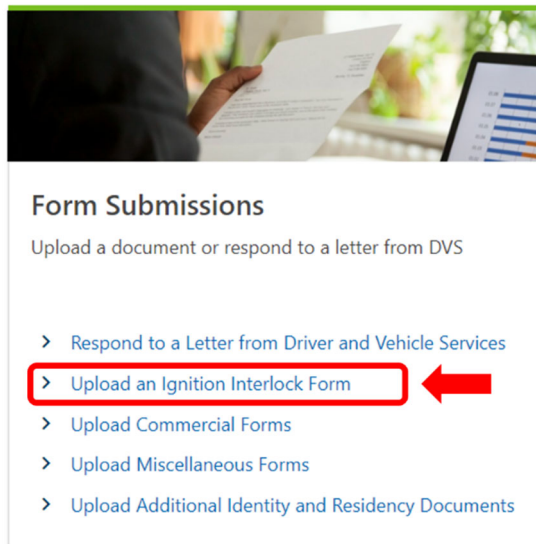 Form Submissions
Upload a document or respond to a letter from DVS
Respond to a Letter from Driver and Vehicle Services
Upload an Ignition Interlock Form
Upload Commercial Forms
Upload Miscellaneous Forms
Upload Additional Identity and Residency Documents